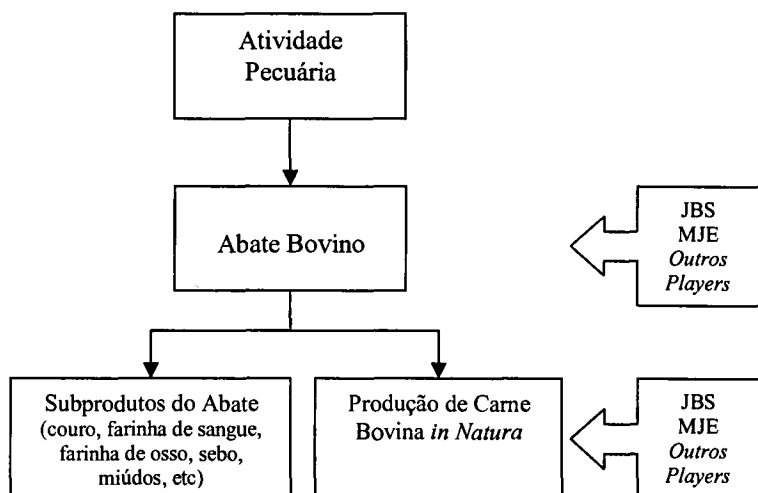 Atividade
Pecuária
Abate Bovino
JBS
MJE
Outros
Players
Subprodutos do Abate
(couro, farinha de sangue,
farinha de osso, sebo,
miúdos, etc)
Produção de Carne
Bovina in Natura
JBS
MJE
Outros
Players